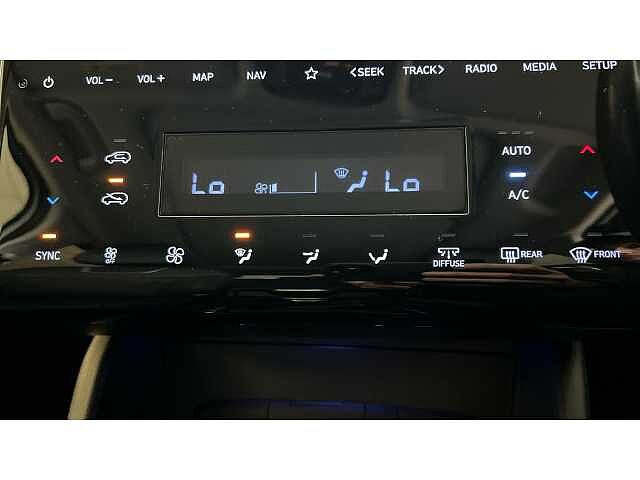 VOL− VOL+ MAP NAV <SEEK TRACK> RADIO MEDIA SETUP
AUTO
Lo Lo
A/C
SYNC DIFFUSE REAR FRONT